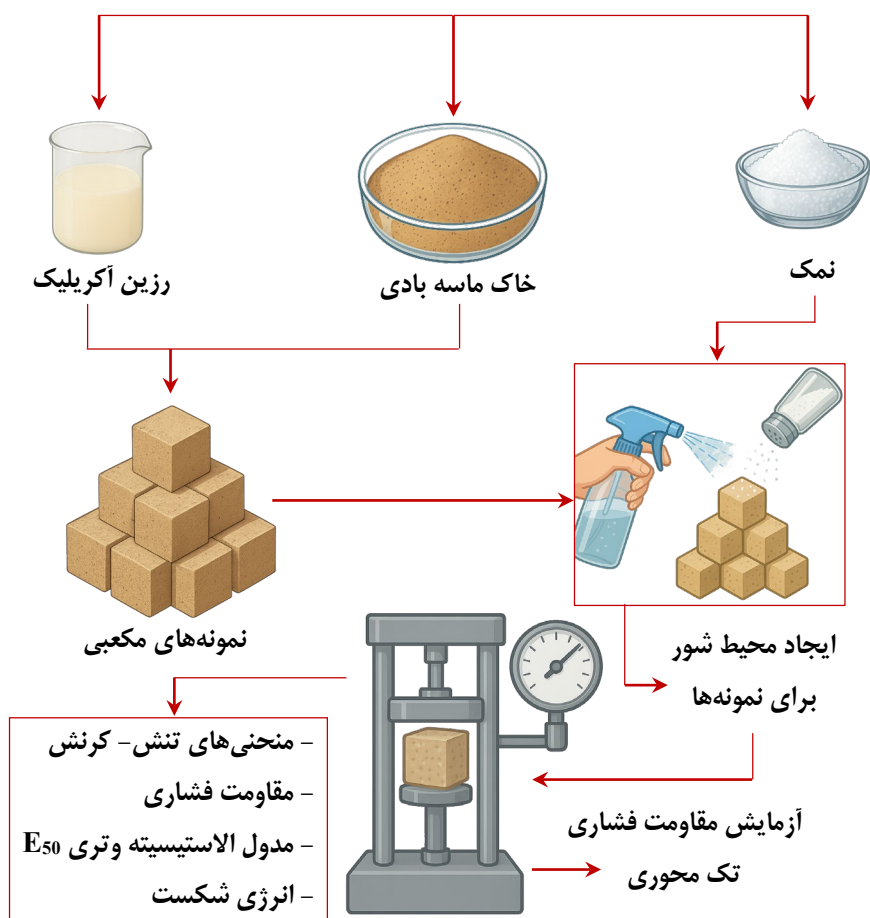 رزین آکریلیک
خاک ماسه بادی
نمک
نمونه‌های مکعبی
ایجاد محیط شور
برای نمونه‌ها
- منحنی‌های تنش- کرنش
- مقاومت فشاری
- مدول الاستیسیته وتری E₅₀
- انرژی شکست
آزمایش مقاومت فشاری
تک محوری